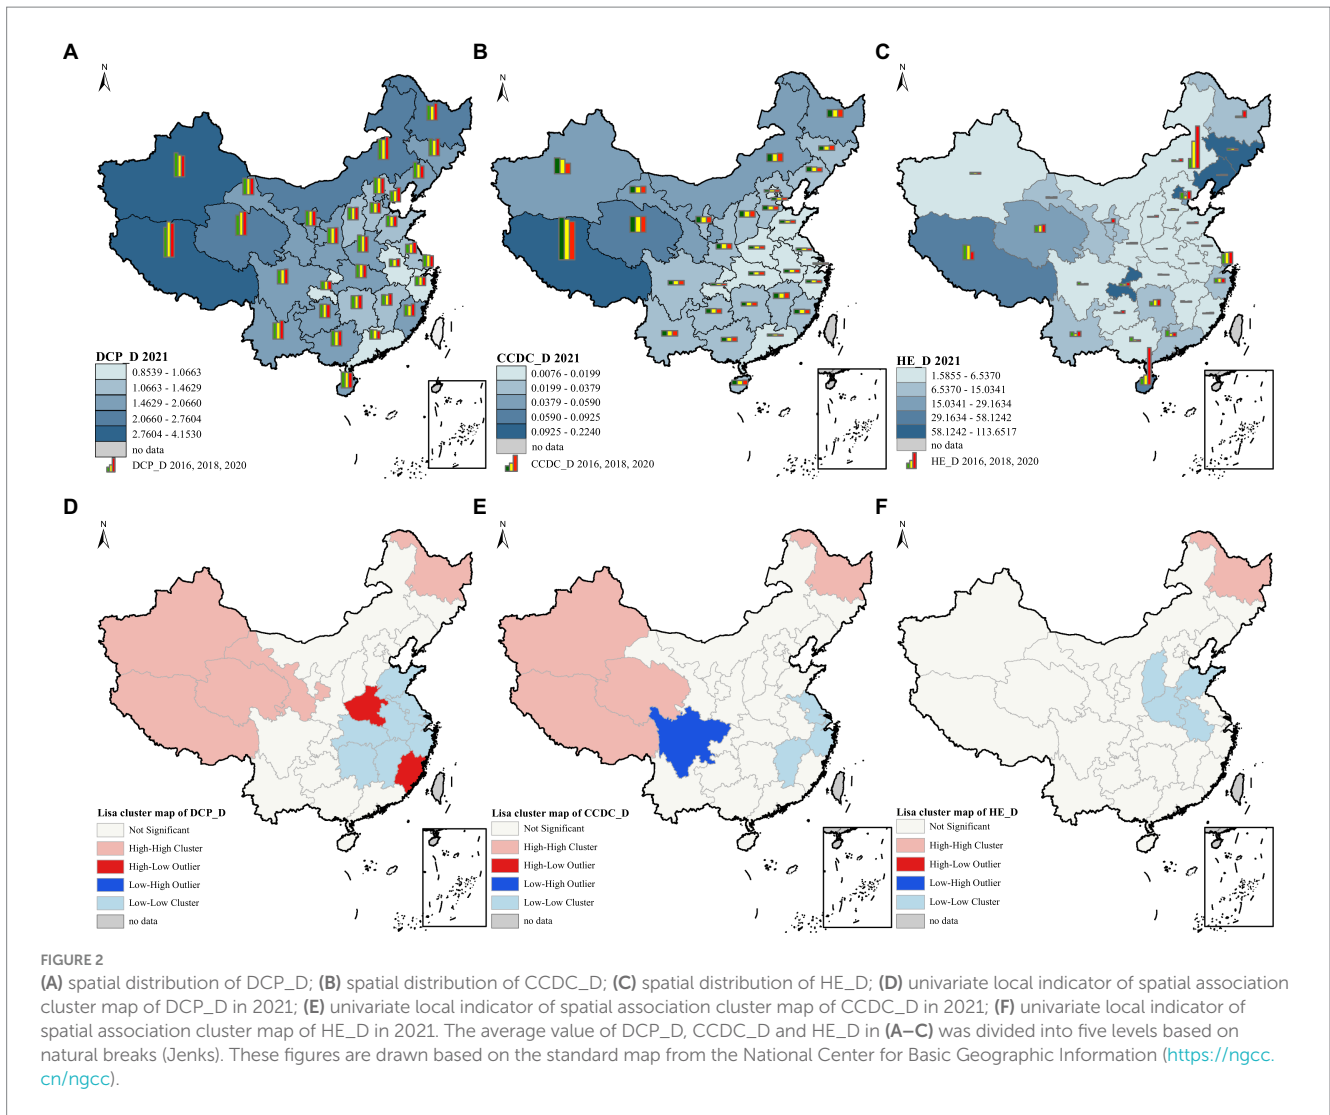 A
B
C
N
N
N
DCP_D 2021
0.8539 - 1.0663
1.0663 - 1.4629
1.4629 - 2.0660
2.0660 - 2.7604
2.7604 - 4.1530
no data
DCP_D 2016, 2018, 2020
CCDC_D 2021
0.0076 - 0.0199
0.0199 - 0.0379
0.0379 - 0.0590
0.0590 - 0.0925
0.0925 - 0.2240
no data
CCDC_D 2016, 2018, 2020
HE_D 2021
1.5855 - 6.5370
6.5370 - 15.0341
15.0341 - 29.1634
29.1634 - 58.1242
58.1242 - 113.6517
no data
HE_D 2016, 2018, 2020
D
E
F
N
N
N
Lisa cluster map of DCP_D
Not Significant
High-High Cluster
High-Low Outlier
Low-High Outlier
Low-Low Cluster
no data
Lisa cluster map of CCDC_D
Not Significant
High-High Cluster
High-Low Outlier
Low-High Outlier
Low-Low Cluster
no data
Lisa cluster map of HE_D
Not Significant
High-High Cluster
High-Low Outlier
Low-High Outlier
Low-Low Cluster
no data
FIGURE 2
(A) spatial distribution of DCP_D; (B) spatial distribution of CCDC_D; (C) spatial distribution of HE_D; (D) univariate local indicator of spatial association
cluster map of DCP_D in 2021; (E) univariate local indicator of spatial association cluster map of CCDC_D in 2021; (F) univariate local indicator of
spatial association cluster map of HE_D in 2021. The average value of DCP_D, CCDC_D and HE_D in (A–C) was divided into five levels based on
natural breaks (Jenks). These figures are drawn based on the standard map from the National Center for Basic Geographic Information (https://ngcc.
cn/ngcc).